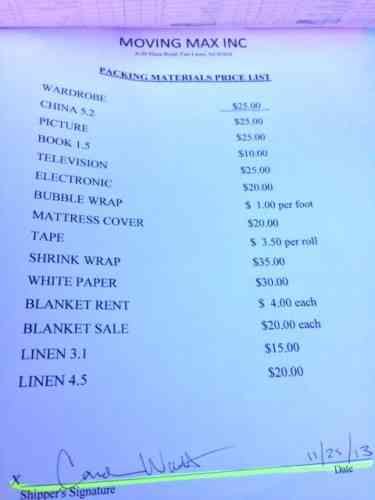 MOVING MAX INC
PACKING MATERIALS PRICE LIST
WARDROBE $25.00
CHINA 5.2 $25.00
PICTURE $25.00
BOOK 1.5 $10.00
TELEVISION $25.00
ELECTRONIC $20.00
BUBBLE WRAP $ 1.00 per foot
MATTRESS COVER $20.00
TAPE $ 3.50 per roll
SHRINK WRAP $35.00
WHITE PAPER $30.00
BLANKET RENT $ 4.00 each
BLANKET SALE $20.00 each
LINEN 3.1 $15.00
LINEN 4.5 $20.00
X 11/25/13
Shipper's Signature Date